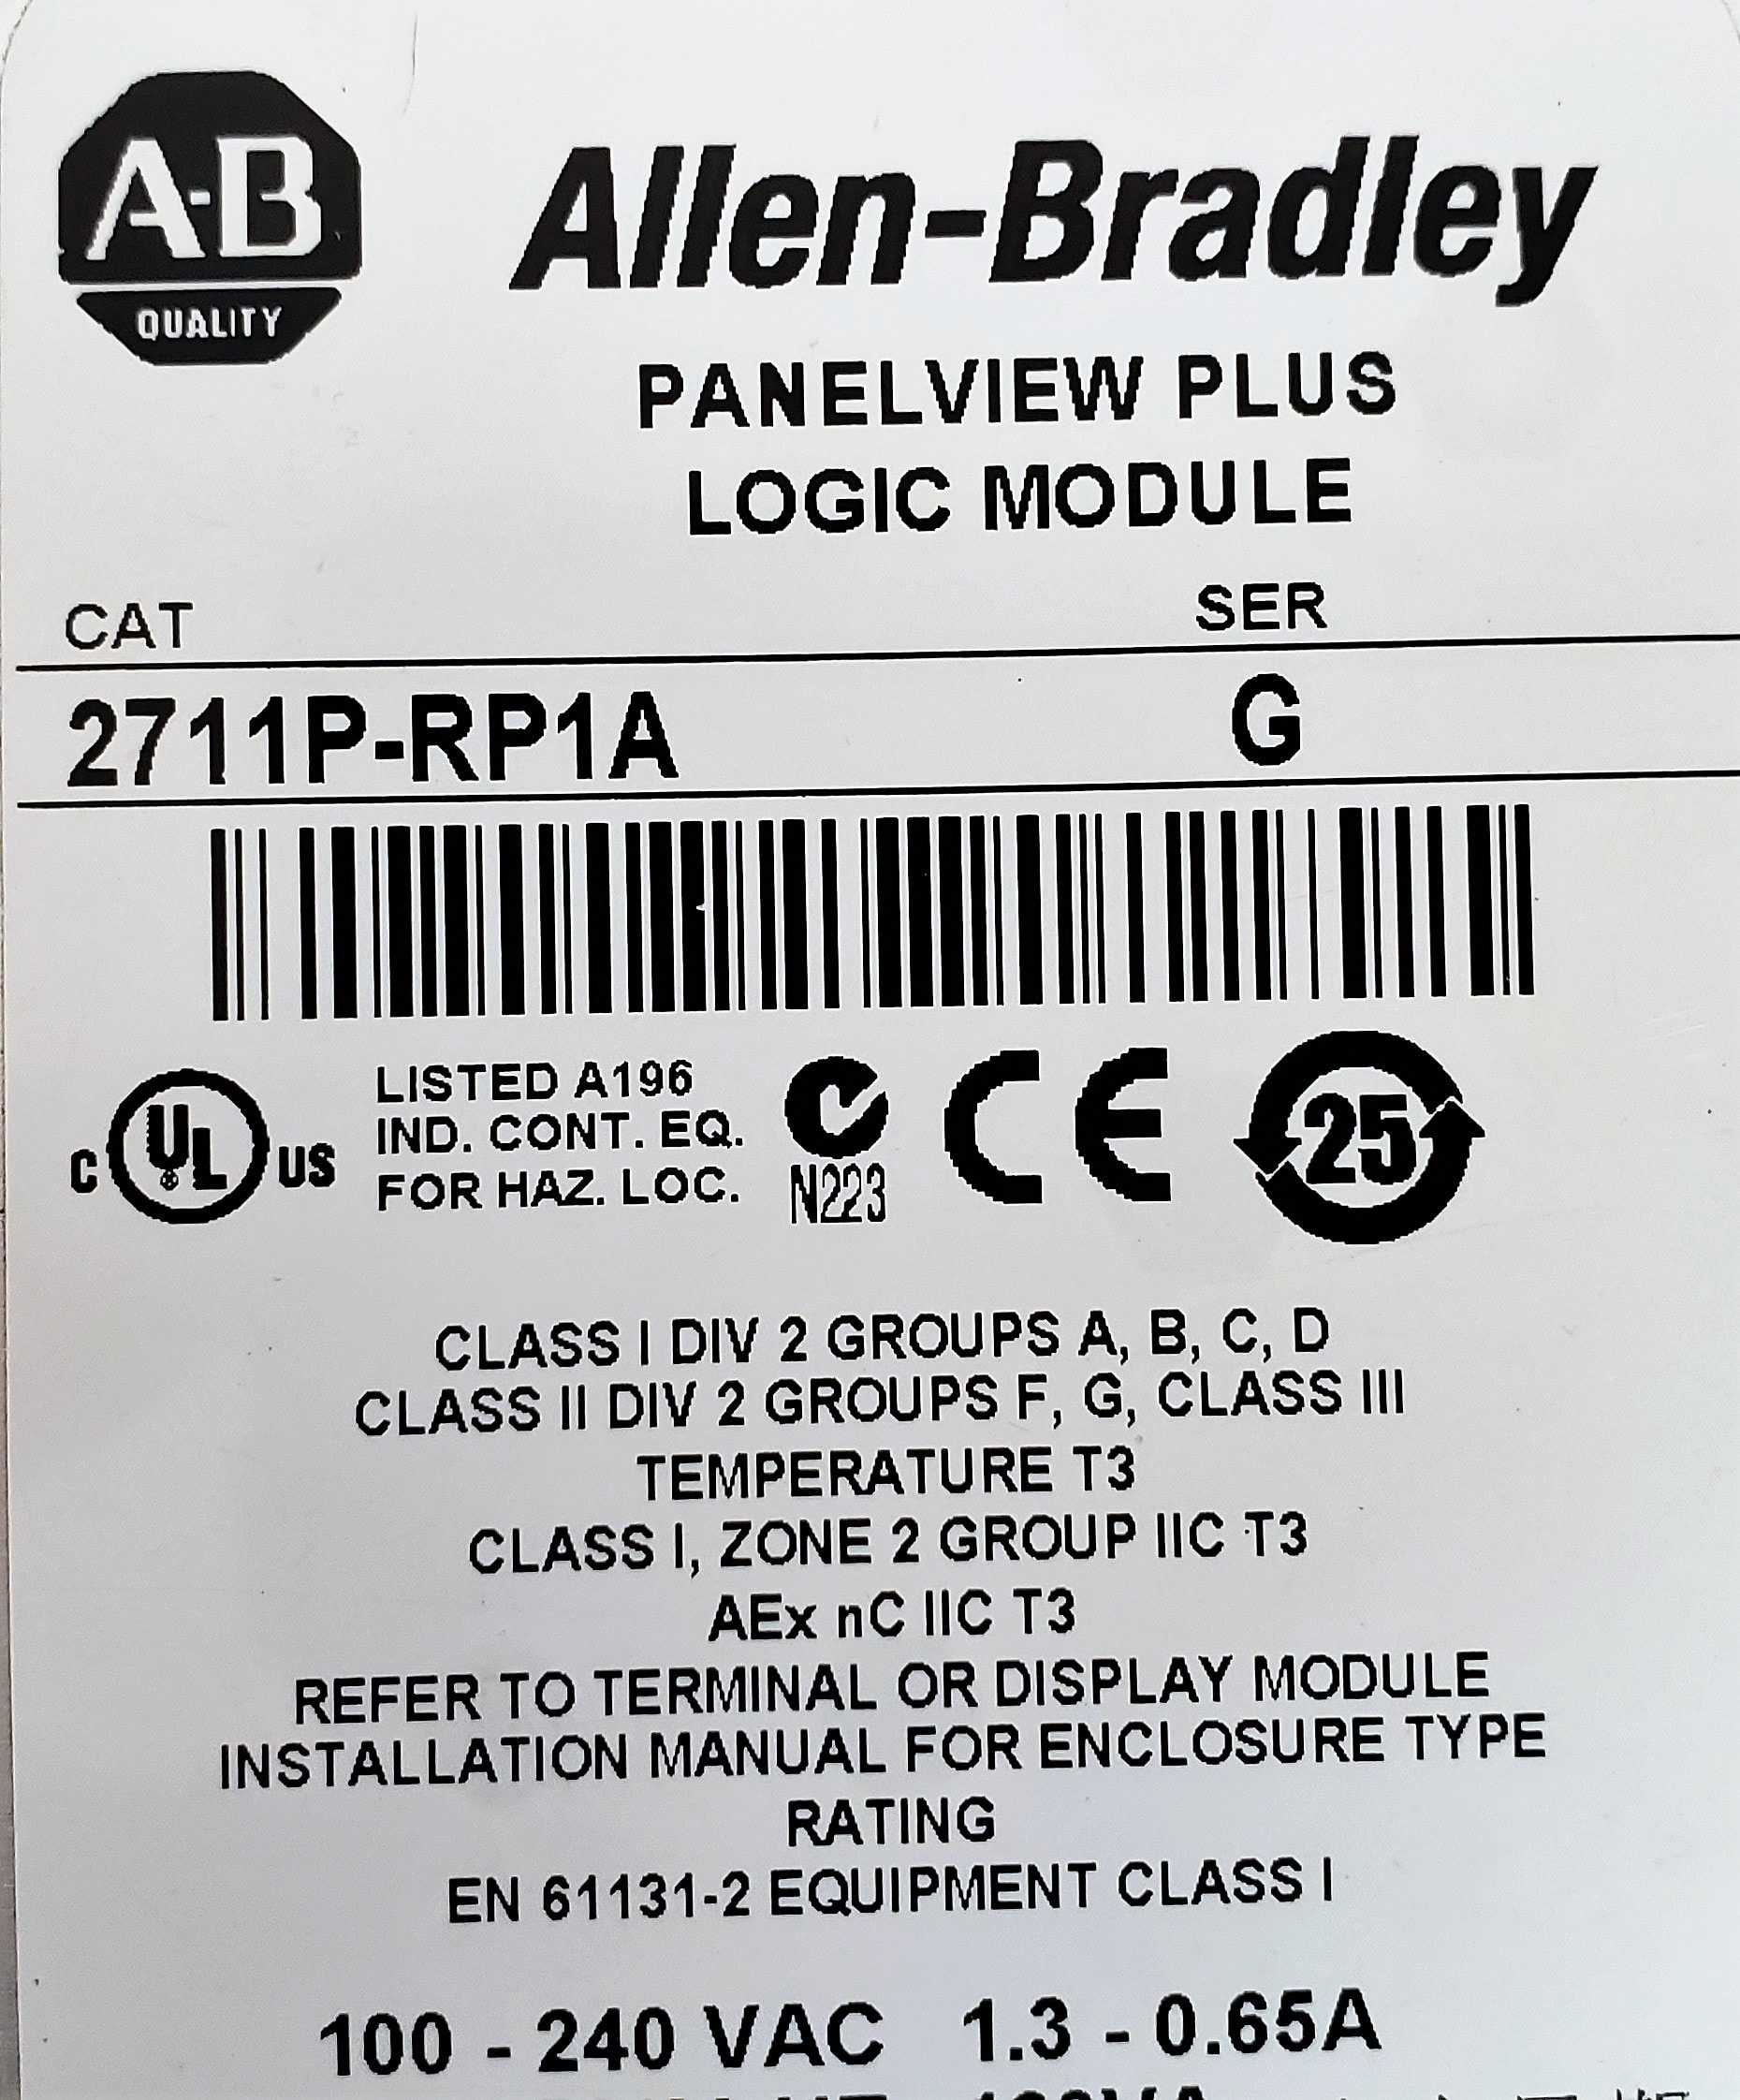 A-B
QUALITY
Allen-Bradley
PANELVIEW PLUS
LOGIC MODULE
CAT SER
2711P-RP1A G
C UL US
LISTED A196
IND. CONT. EQ.
FOR HAZ. LOC.
N223
CE
25
CLASS I DIV 2 GROUPS A, B, C, D
CLASS II DIV 2 GROUPS F, G, CLASS III
TEMPERATURE T3
CLASS I, ZONE 2 GROUP IIC T3
AEx nC IIC T3
REFER TO TERMINAL OR DISPLAY MODULE
INSTALLATION MANUAL FOR ENCLOSURE TYPE
RATING
EN 61131-2 EQUIPMENT CLASS I
100 - 240 VAC 1.3 - 0.65A